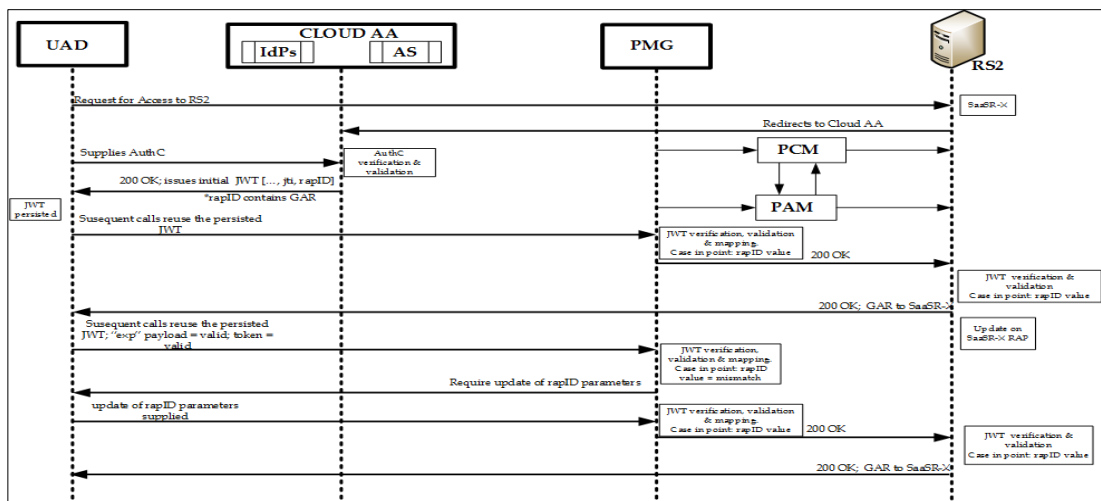 UAD
CLOUD AA
IdPs
AS
PMG
RS2
Request for Access to RS2
SaaSR-X
Redirects to Cloud AA
Supplies AuthC
AuthC
verification &
validation
PCM
200 OK; issues initial JWT [..., jti, rapID]
*rapID contains GAR
JWT
persisted
PAM
Susequent calls reuse the persisted
JWT
JWT verification, validation
& mapping.
Case in point: rapID value
200 OK
JWT verification &
validation
Case in point: rapID value
200 OK; GAR to SaaSR-X
Susequent calls reuse the persisted
JWT; "exp" payload = valid; token =
valid
Update on
SaaSR-X RAP
JWT verification,
validation & mapping.
Case in point: rapID
value = mismatch
Require update of rapID parameters
update of rapID parameters
supplied
JWT verification, validation
& mapping.
Case in point: rapID value
200 OK
JWT verification &
validation
Case in point: rapID value
200 OK; GAR to SaaSR-X